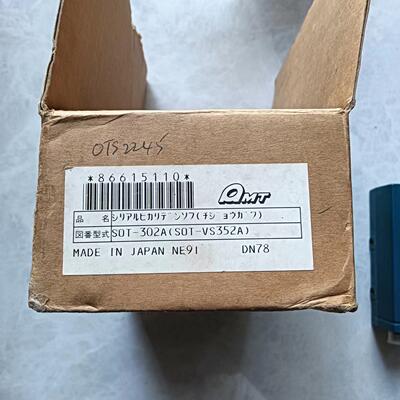 OTS2245
*86615110*
OMT
品 名 シリアルヒカリデンソウ(チジョウガワ)
図番型式 SOT-302A(SOT-VS352A)
MADE IN JAPAN NE91 DN78